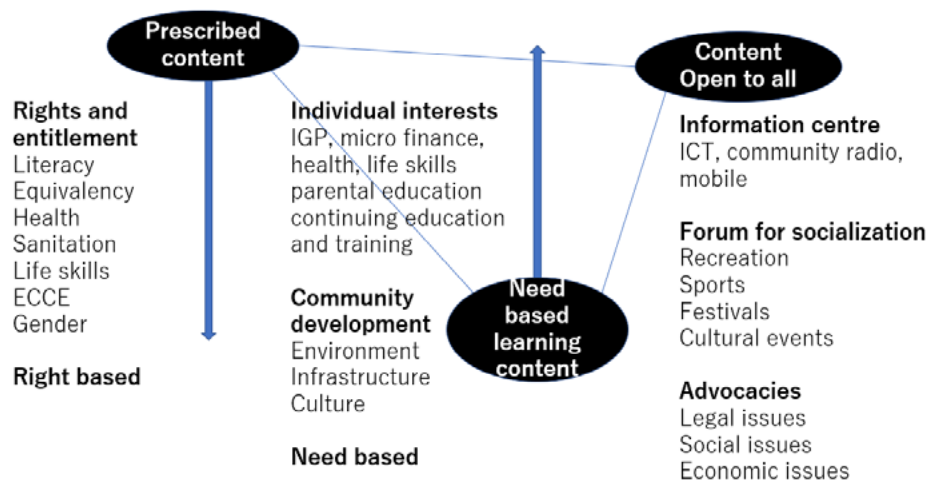 Prescribed
content
Rights and
entitlement
Literacy
Equivalency
Health
Sanitation
Life skills
ECCE
Gender
Right based
Individual interests
IGP, micro finance,
health, life skills
parental education
continuing education
and training
Community
development
Environment
Infrastructure
Culture
Need based
Need
based
learning
content
Content
Open to all
Information centre
ICT, community radio,
mobile
Forum for socialization
Recreation
Sports
Festivals
Cultural events
Advocacies
Legal issues
Social issues
Economic issues